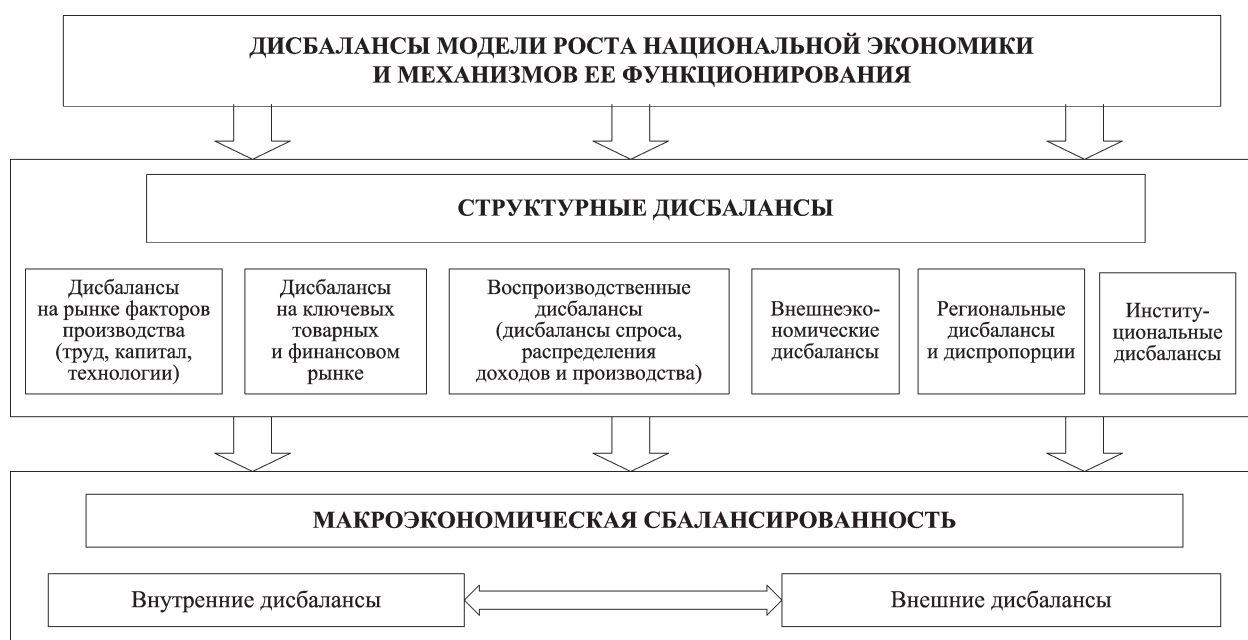 ДИСБАЛАНСЫ МОДЕЛИ РОСТА НАЦИОНАЛЬНОЙ ЭКОНОМИКИ
И МЕХАНИЗМОВ ЕЕ ФУНКЦИОНИРОВАНИЯ
СТРУКТУРНЫЕ ДИСБАЛАНСЫ
Дисбалансы
на рынке факторов
производства
(труд, капитал,
технологии)
Дисбалансы
на ключевых
товарных
и финансовом
рынке
Воспроизводственные
дисбалансы
(дисбалансы спроса,
распределения
доходов и производства)
Внешнеэко-
номические
дисбалансы
Региональные
дисбалансы
и диспропорции
Институ-
циональные
дисбалансы
МАКРОЭКОНОМИЧЕСКАЯ СБАЛАНСИРОВАННОСТЬ
Внутренние дисбалансы
Внешние дисбалансы